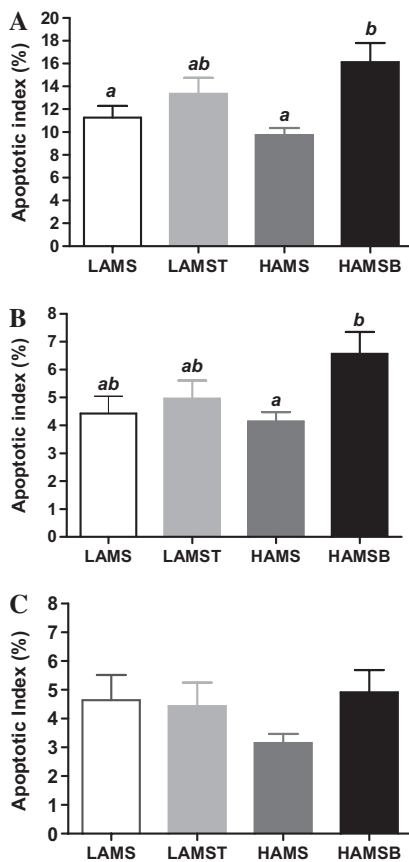 A
Apoptotic index (%)
20
18
16
14
12
10
8
6
4
2
0
a
ab
a
b
LAMS LAMST HAMS HAMSB
B
Apoptotic index (%)
8
7
6
5
4
3
2
1
0
ab
ab
a
b
LAMS LAMST HAMS HAMSB
C
Apoptotic Index (%)
8
7
6
5
4
3
2
1
0
LAMS LAMST HAMS HAMSB